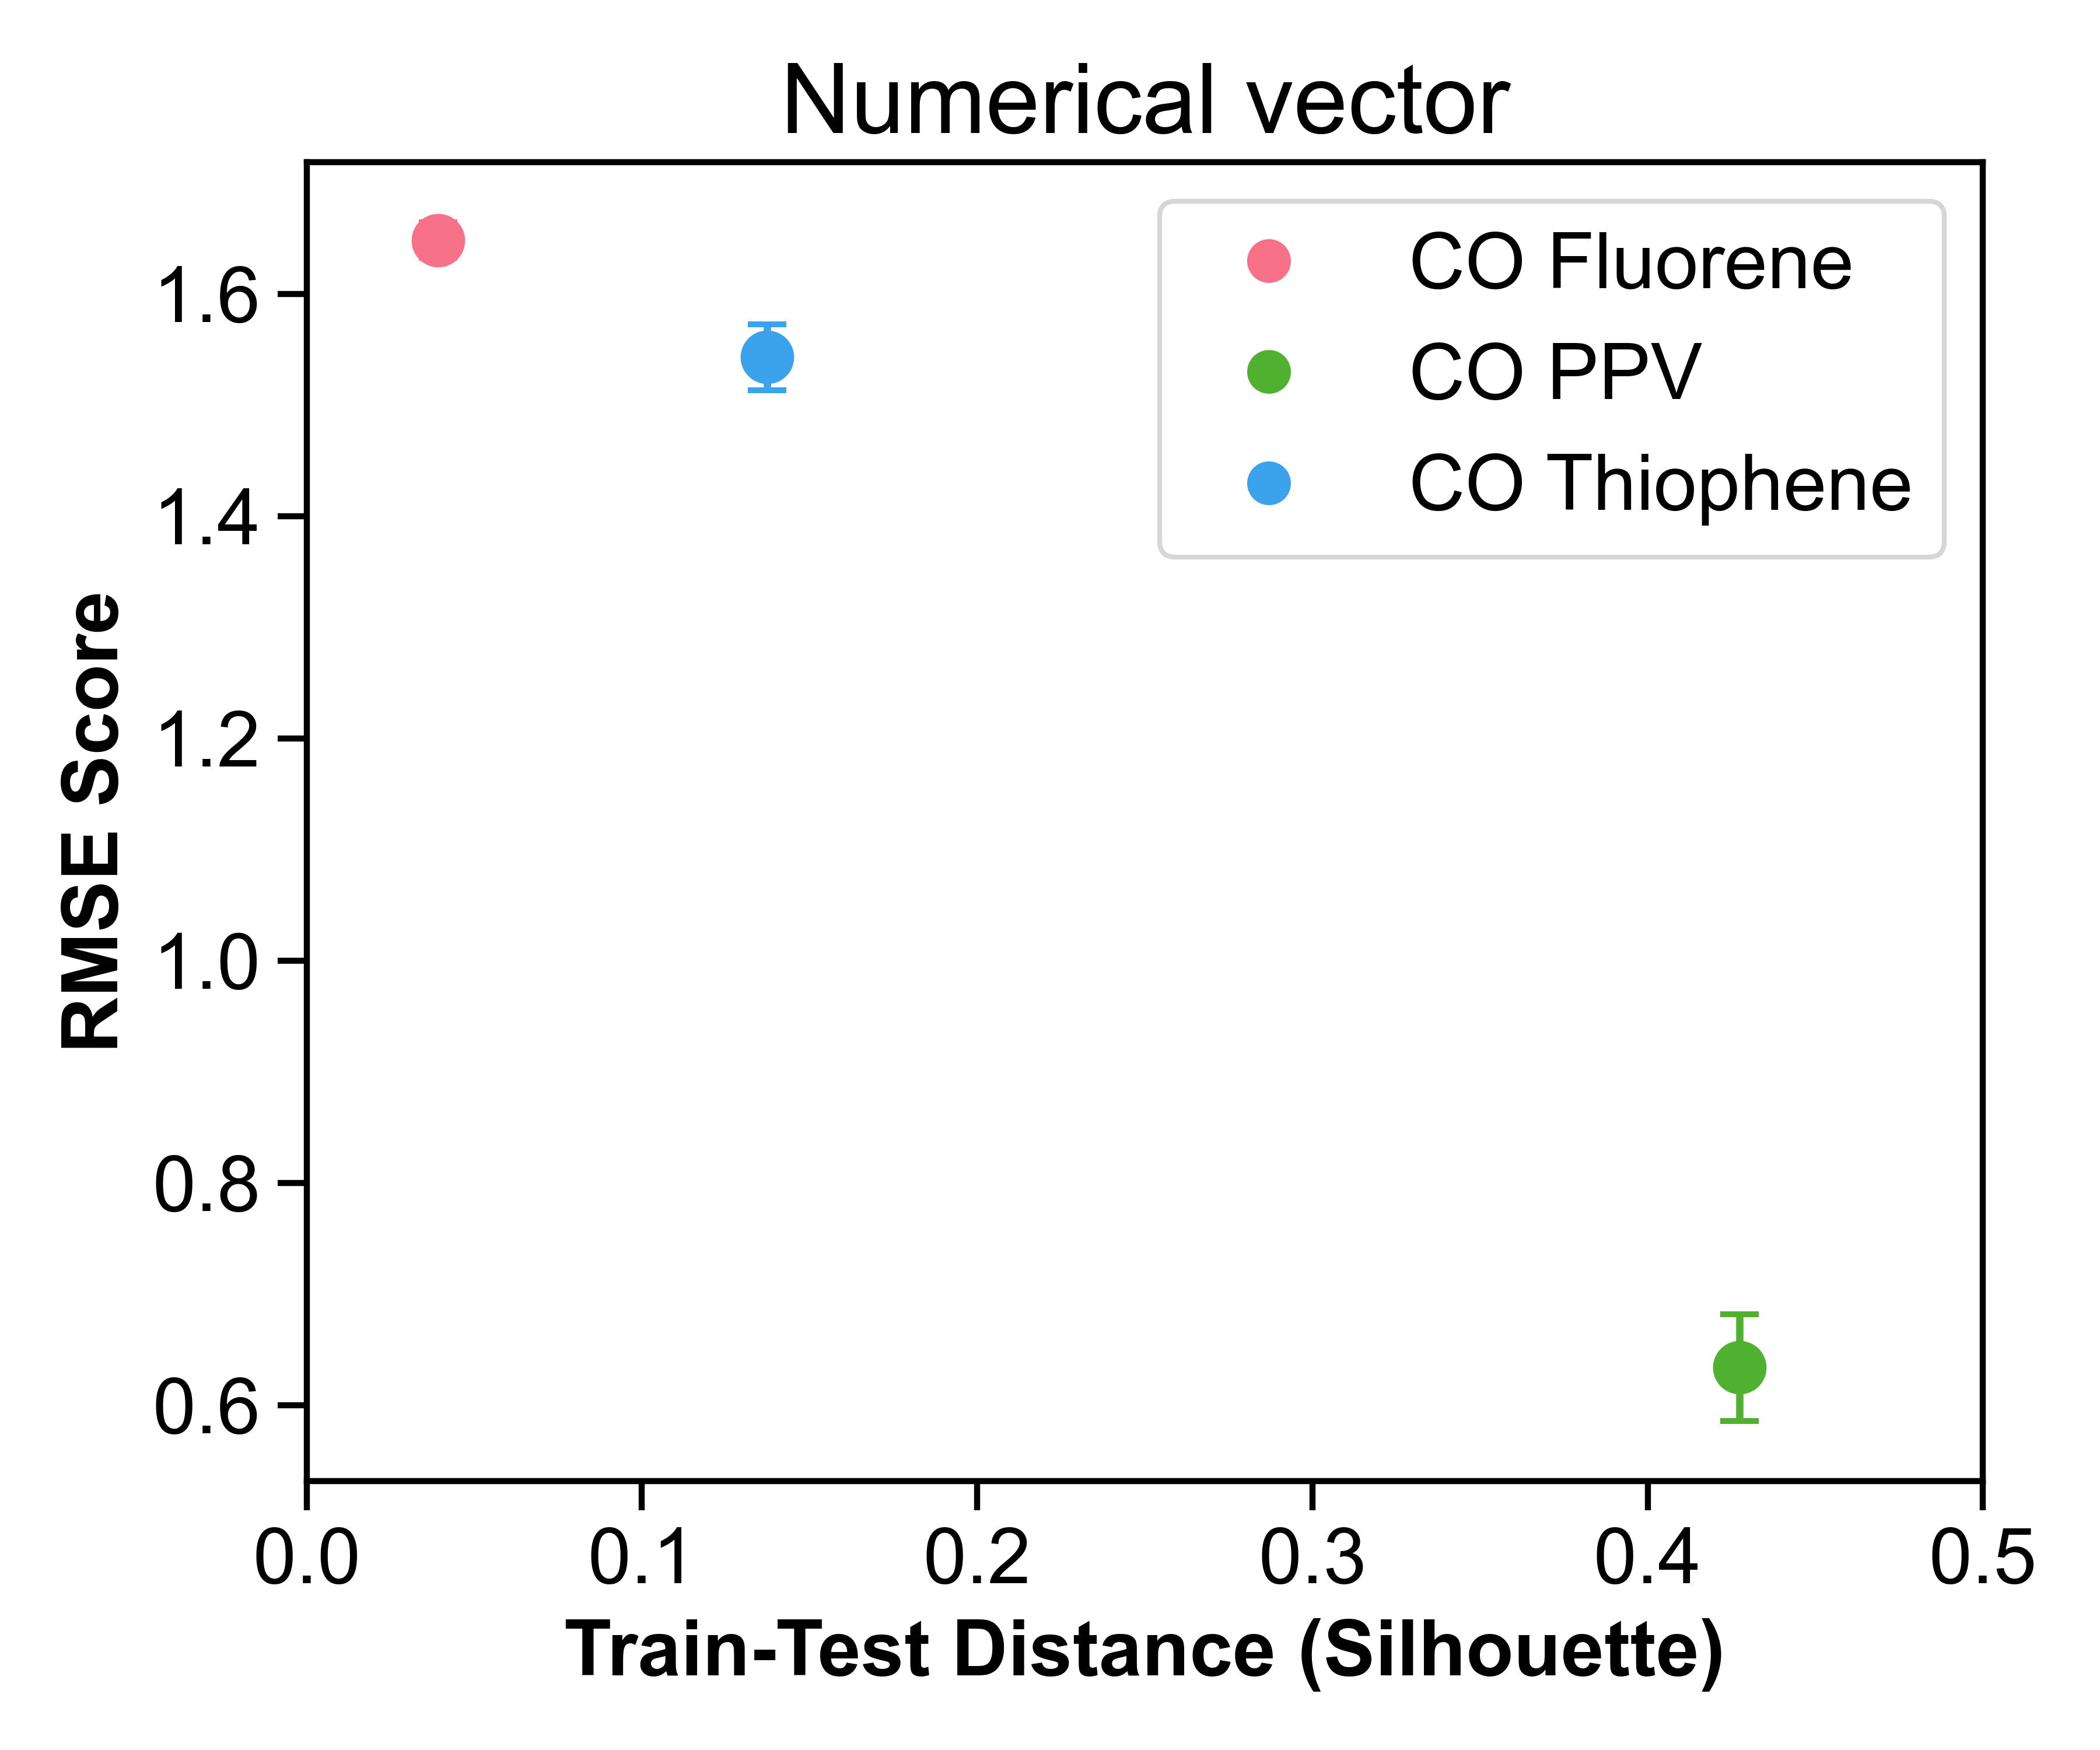 Numerical vector
CO Fluorene
CO PPV
CO Thiophene
RMSE Score
1.6
1.4
1.2
1.0
0.8
0.6
0.0 0.1 0.2 0.3 0.4 0.5
Train-Test Distance (Silhouette)